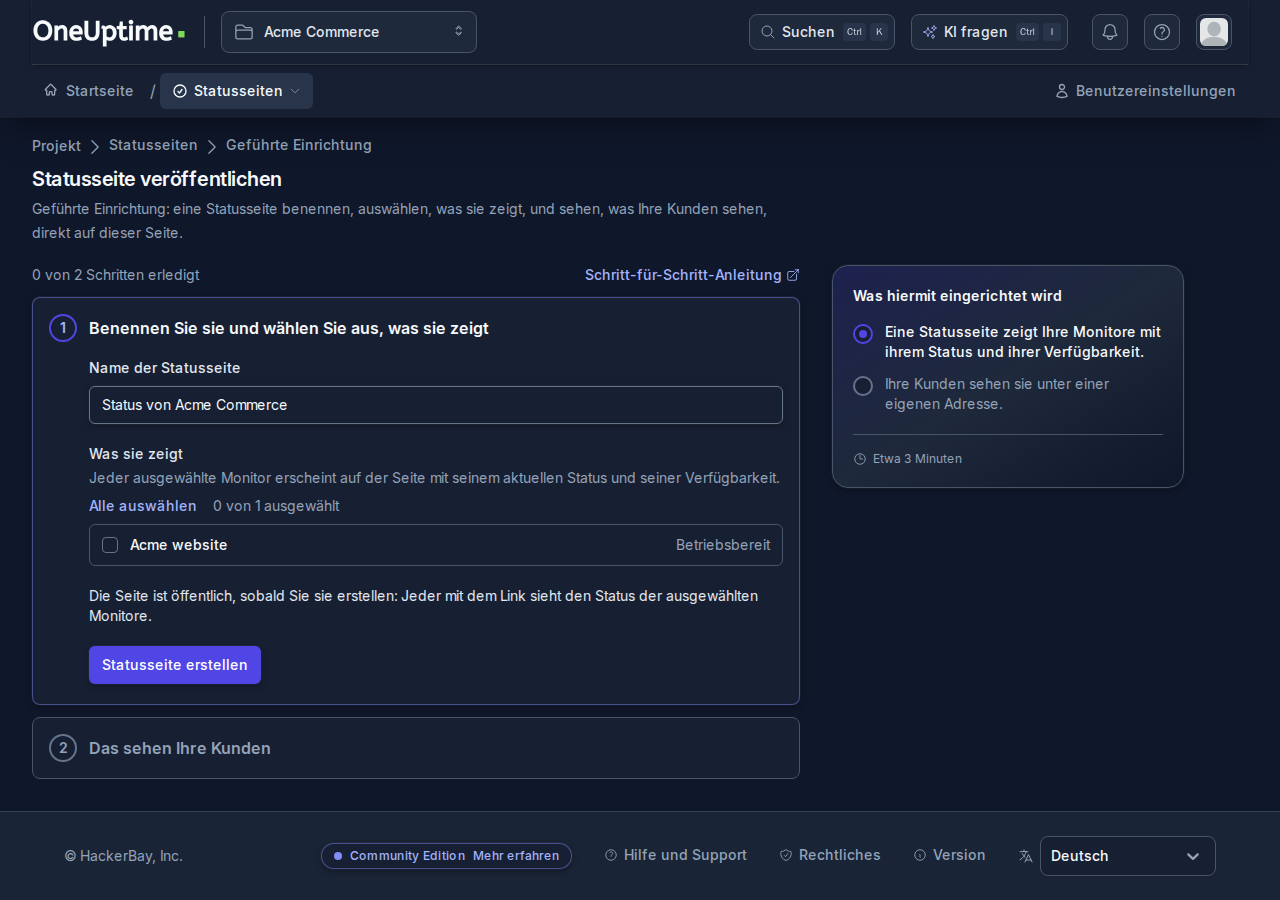 OneUptime
Acme Commerce
Suchen Ctrl K
KI fragen Ctrl I
Startseite / Statusseiten
Benutzereinstellungen
Projekt Statusseiten Geführte Einrichtung
Statusseite veröffentlichen
Geführte Einrichtung: eine Statusseite benennen, auswählen, was sie zeigt, und sehen, was Ihre Kunden sehen,
direkt auf dieser Seite.
0 von 2 Schritten erledigt
Schritt-für-Schritt-Anleitung
1 Benennen Sie sie und wählen Sie aus, was sie zeigt
Name der Statusseite
Status von Acme Commerce
Was sie zeigt
Jeder ausgewählte Monitor erscheint auf der Seite mit seinem aktuellen Status und seiner Verfügbarkeit.
Alle auswählen 0 von 1 ausgewählt
Acme website Betriebsbereit
Die Seite ist öffentlich, sobald Sie sie erstellen: Jeder mit dem Link sieht den Status der ausgewählten
Monitore.
Statusseite erstellen
2 Das sehen Ihre Kunden
Was hiermit eingerichtet wird
Eine Statusseite zeigt Ihre Monitore mit
ihrem Status und ihrer Verfügbarkeit.
Ihre Kunden sehen sie unter einer
eigenen Adresse.
Etwa 3 Minuten
© HackerBay, Inc.
Community Edition Mehr erfahren
Hilfe und Support
Rechtliches
Version
Deutsch